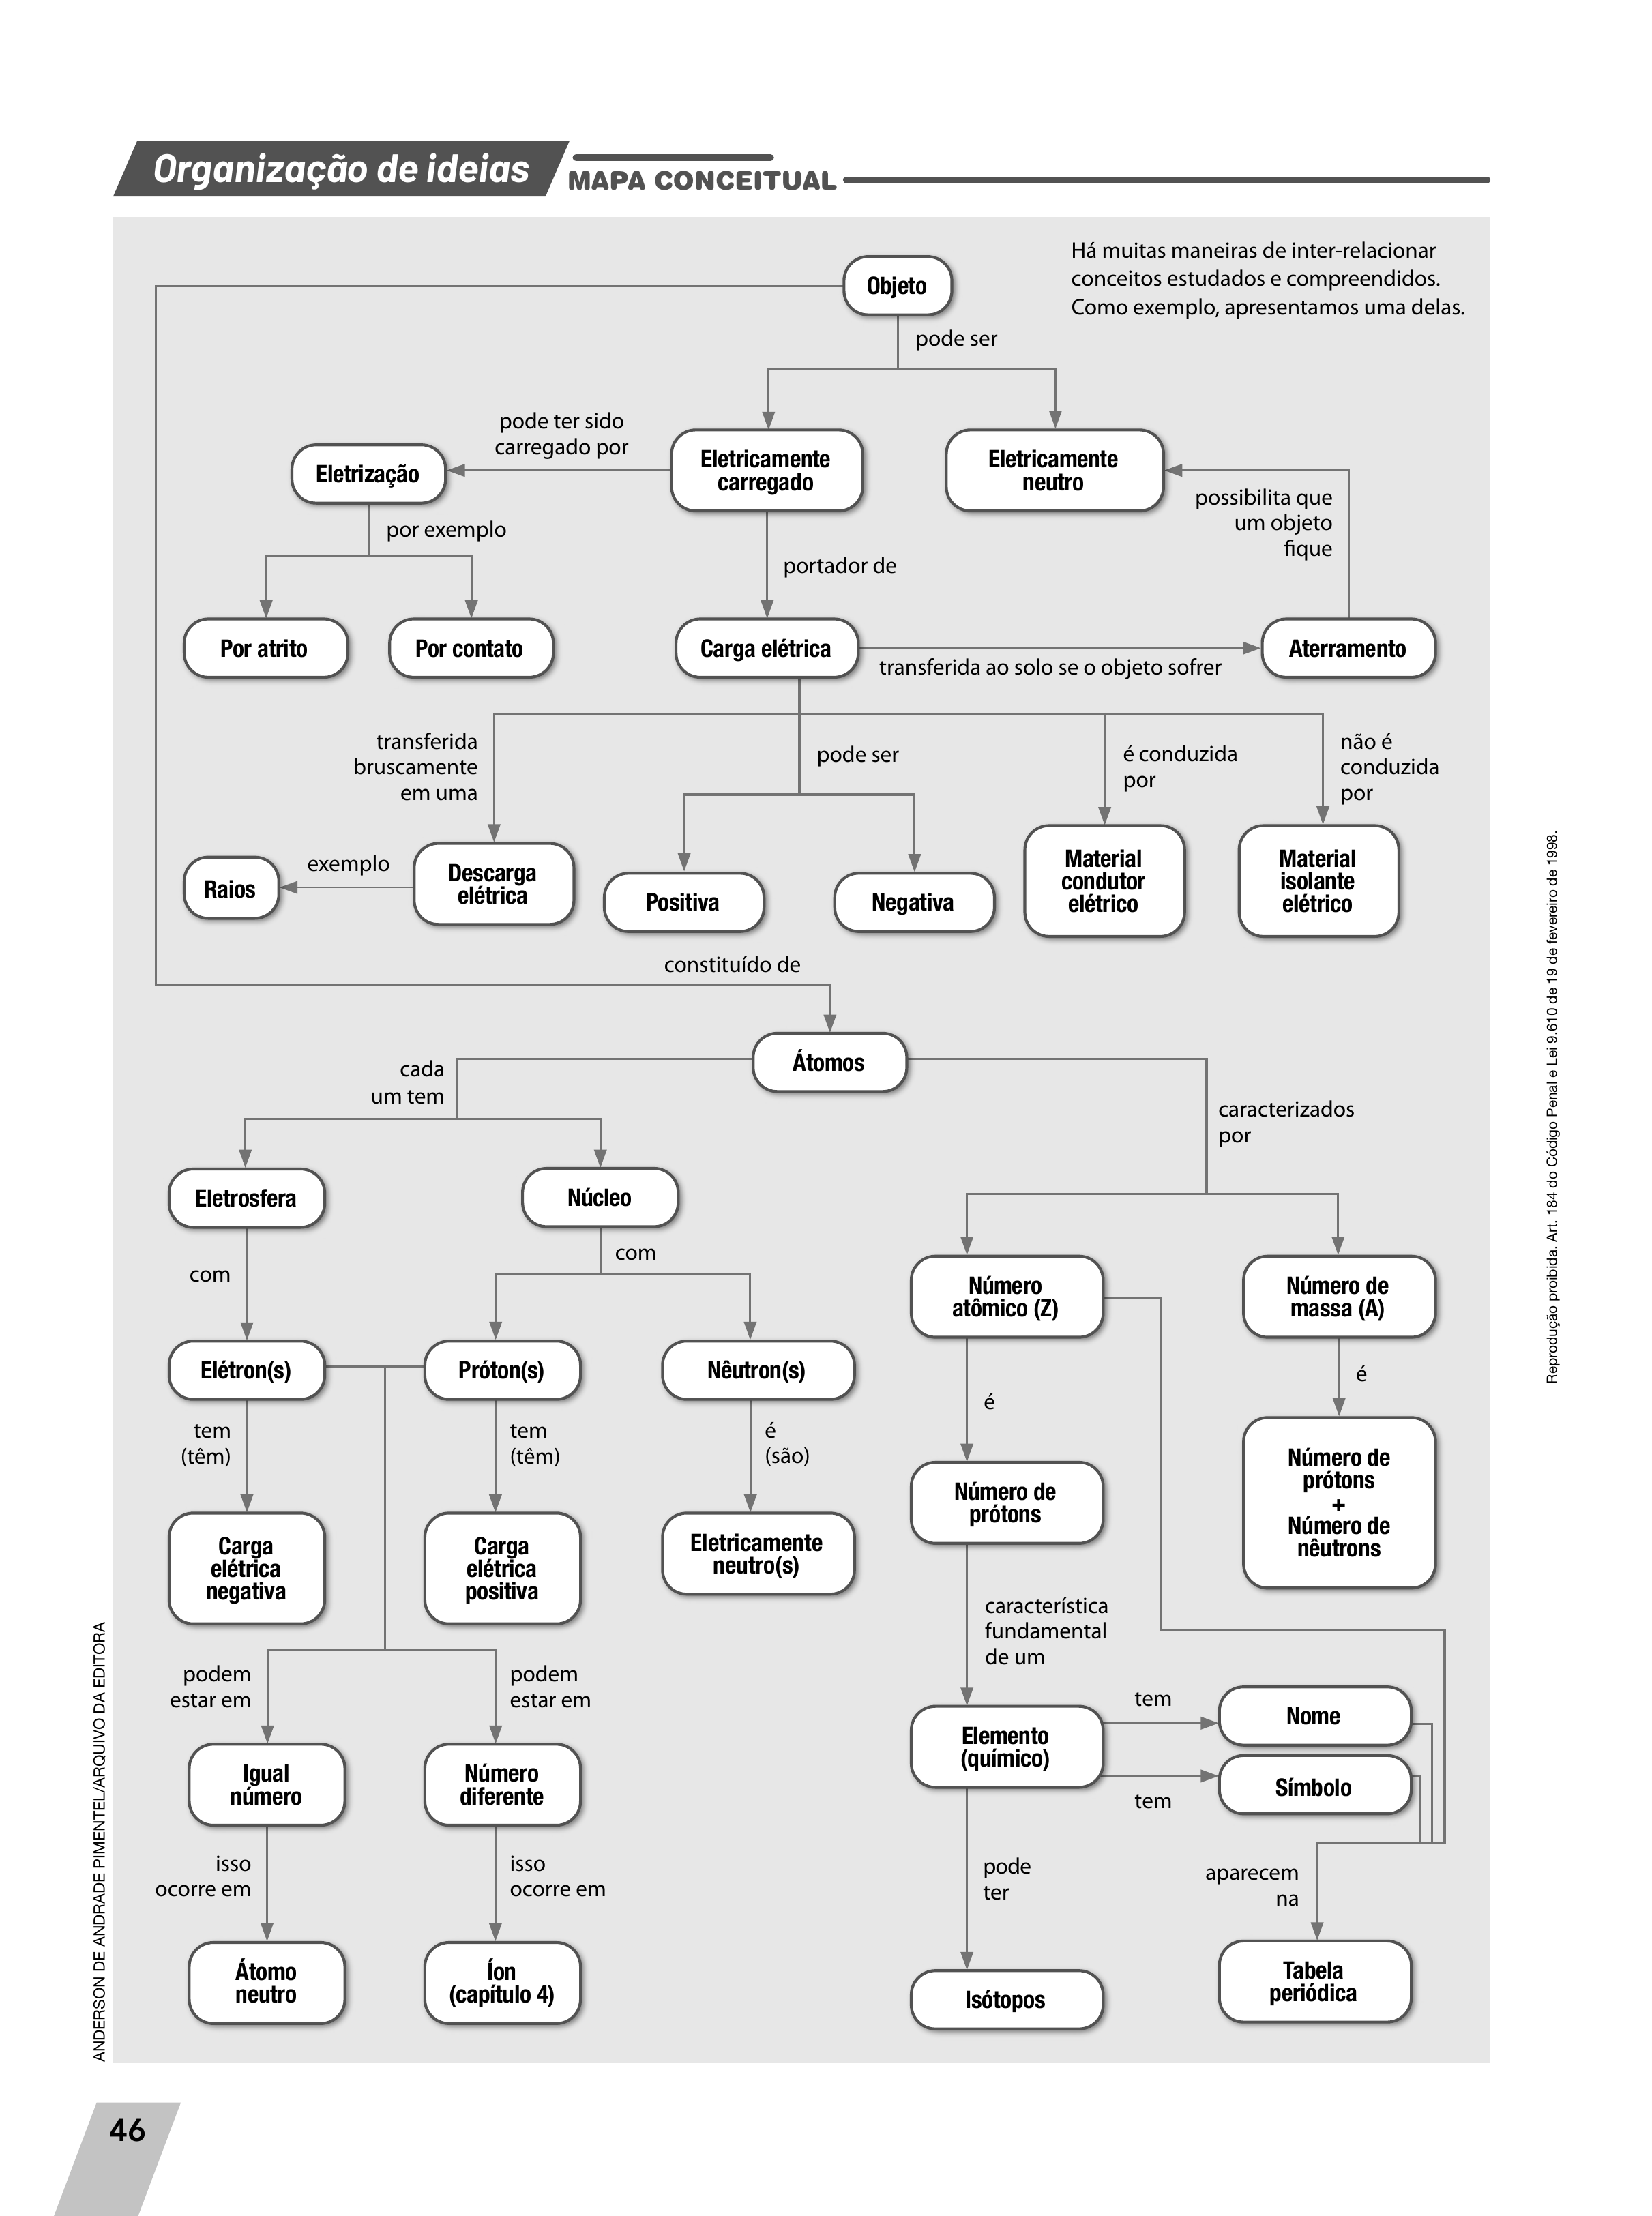 Organização de ideias
MAPA CONCEITUAL
Há muitas maneiras de inter-relacionar
conceitos estudados e compreendidos.
Como exemplo, apresentamos uma delas.
Objeto
pode ser
pode ter sido
carregado por
Eletrização
Eletricamente
carregado
Eletricamente
neutro
possibilita que
um objeto
fique
por exemplo
portador de
Por atrito
Por contato
Carga elétrica
transferida ao solo se o objeto sofrer
Aterramento
transferida
bruscamente
em uma
pode ser
é conduzida
por
não é
conduzida
por
Raios
exemplo
Descarga
elétrica
Positiva
Negativa
Material
condutor
elétrico
Material
isolante
elétrico
constituído de
Átomos
cada
um tem
caracterizados
por
Eletrosfera
Núcleo
com
com
Número
atômico (Z)
Número de
massa (A)
Elétron(s)
Próton(s)
Nêutron(s)
é
é
tem
(têm)
tem
(têm)
é
(são)
Número de
prótons
Número de
prótons
+
Número de
nêutrons
Carga
elétrica
negativa
Carga
elétrica
positiva
Eletricamente
neutro(s)
característica
fundamental
de um
podem
estar em
podem
estar em
Elemento
(químico)
tem
Nome
tem
Símbolo
Igual
número
Número
diferente
isso
ocorre em
isso
ocorre em
pode
ter
aparecem
na
Átomo
neutro
Íon
(capítulo 4)
Isótopos
Tabela
periódica
ANDERSON DE ANDRADE PIMENTEL/ARQUIVO DA EDITORA
Reprodução proibida. Art. 184 do Código Penal e Lei 9.610 de 19 de fevereiro de 1998.
46